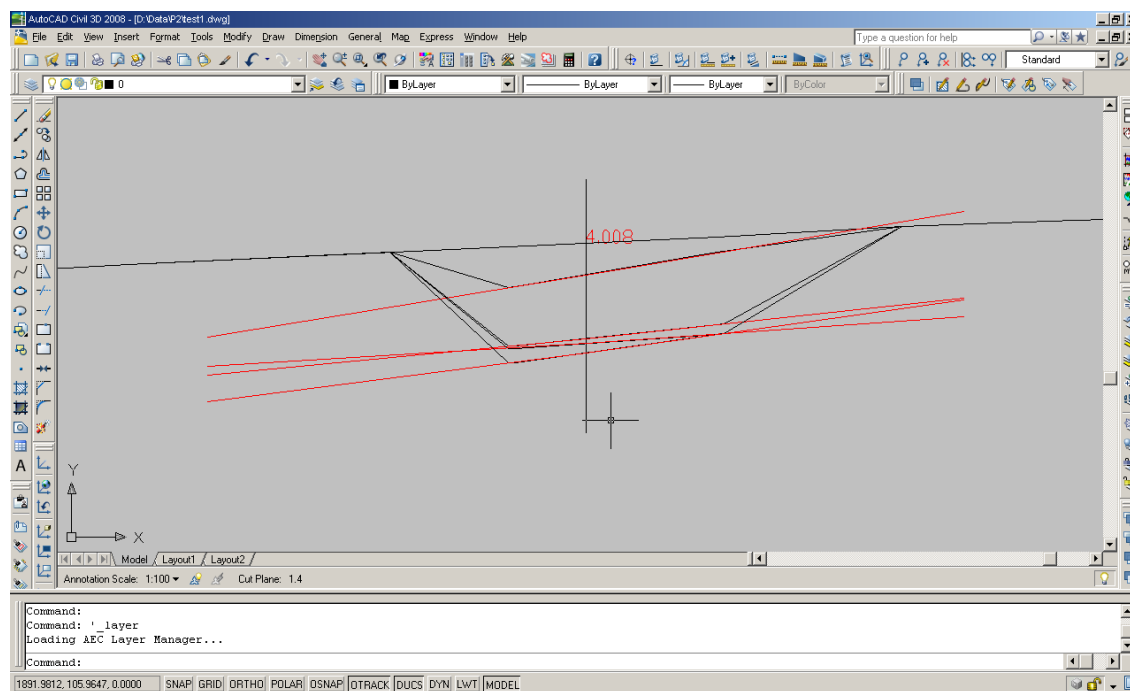 AutoCAD Civil 3D 2008 - [D:\Data\P2\test1.dwg]
File Edit View Insert Format Tools Modify Draw Dimension General Map Express Window Help
Type a question for help
Standard
0
ByLayer
ByLayer
ByLayer
ByColor
4.008
A
Y
X
Model Layout1 Layout2
Annotation Scale: 1:100 Cut Plane: 1.4
Command:
Command: '_layer
Loading AEC Layer Manager...
Command:
1891.9812, 105.9647, 0.0000 SNAP GRID ORTHO POLAR OSNAP OTRACK DUCS DYN LWT MODEL